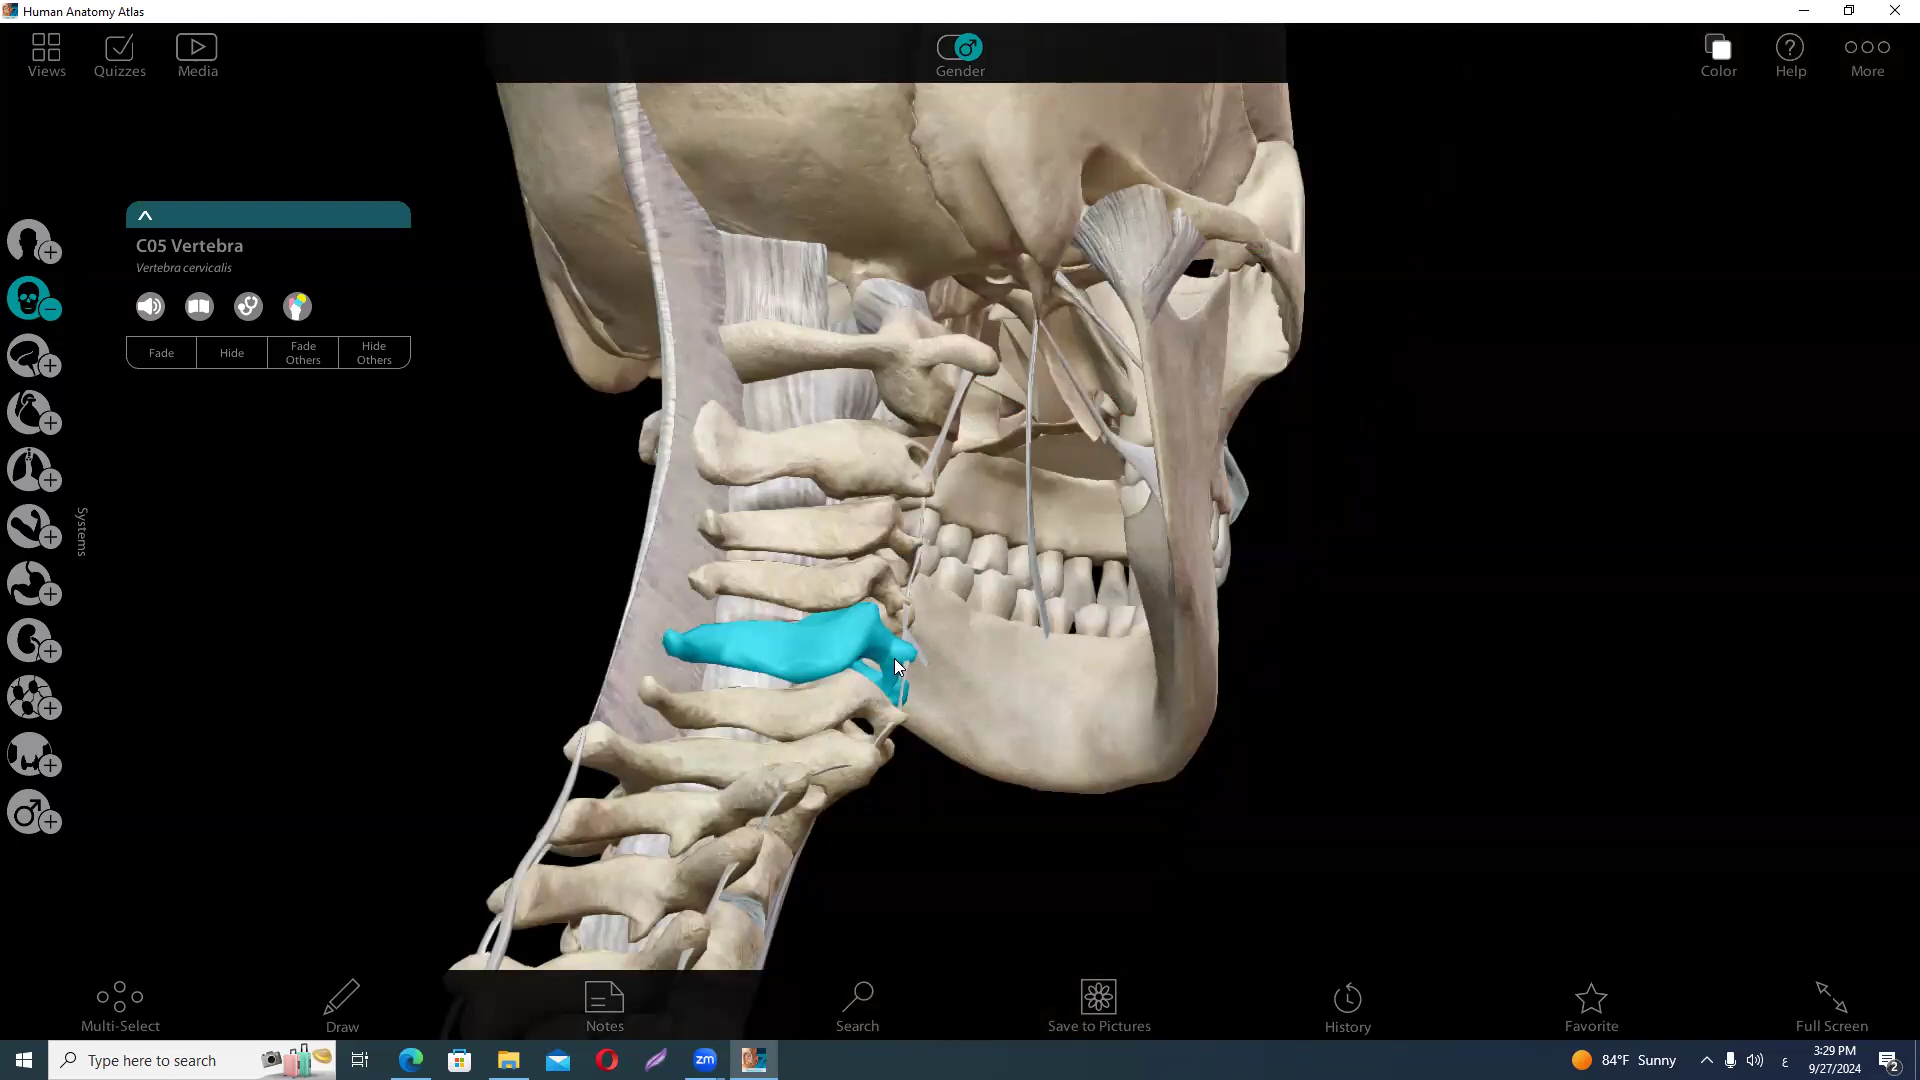 Human Anatomy Atlas
Views
Quizzes
Media
Gender
Color
Help
More
C05 Vertebra
Vertebra cervicalis
Fade
Hide
Fade
Others
Hide
Others
Systems
Multi-Select
Draw
Notes
Search
Save to Pictures
History
Favorite
Full Screen
Type here to search
zm
84°F Sunny
ع
3:29 PM
9/27/2024
2